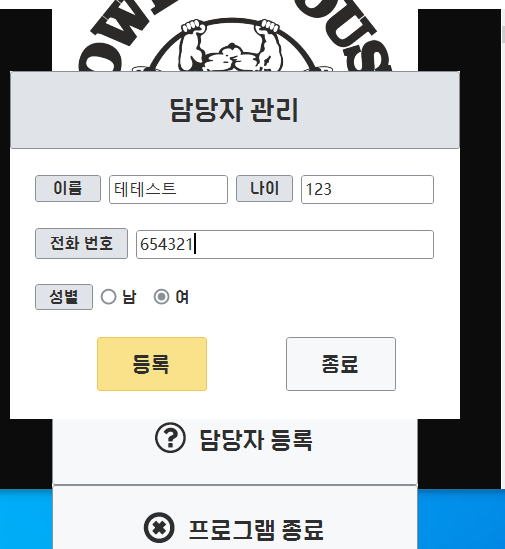 담당자 관리
이름 테테스트 나이 123
전화 번호 654321
성별 남 여
등록 종료
담당자 등록
프로그램 종료